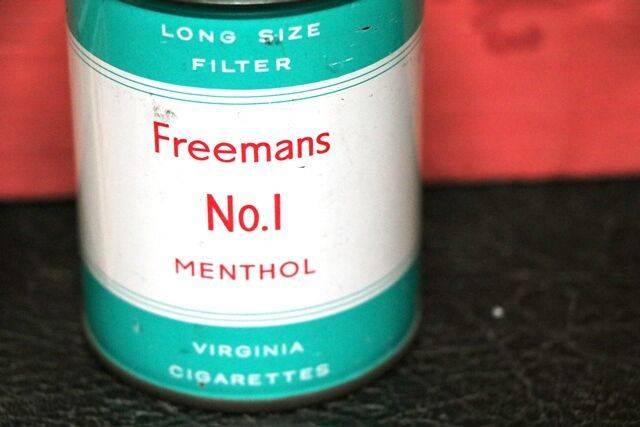 LONG SIZE
FILTER
Freemans
No.1
MENTHOL
VIRGINIA
CIGARETTES